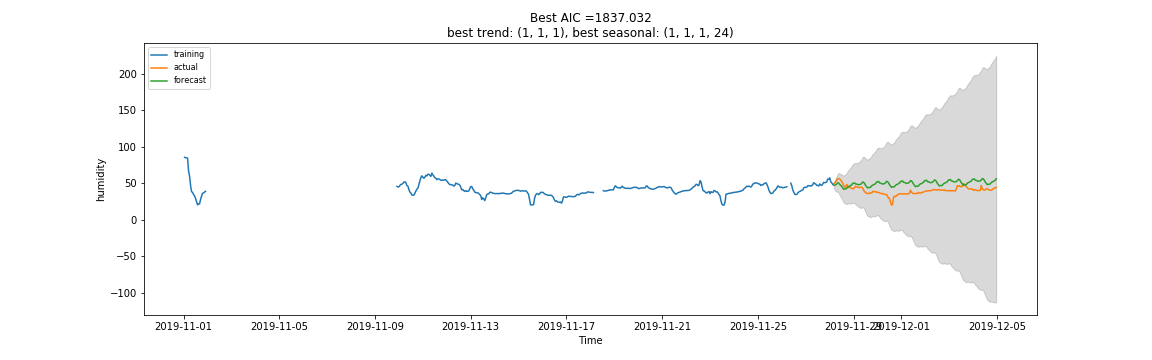 Best AIC =1837.032
best trend: (1, 1, 1), best seasonal: (1, 1, 1, 24)
training
actual
forecast
200
150
100
50
0
−50
−100
humidity
2019-11-01 2019-11-05 2019-11-09 2019-11-13 2019-11-17 2019-11-21 2019-11-25 2019-11-29 2019-12-01 2019-12-05
Time